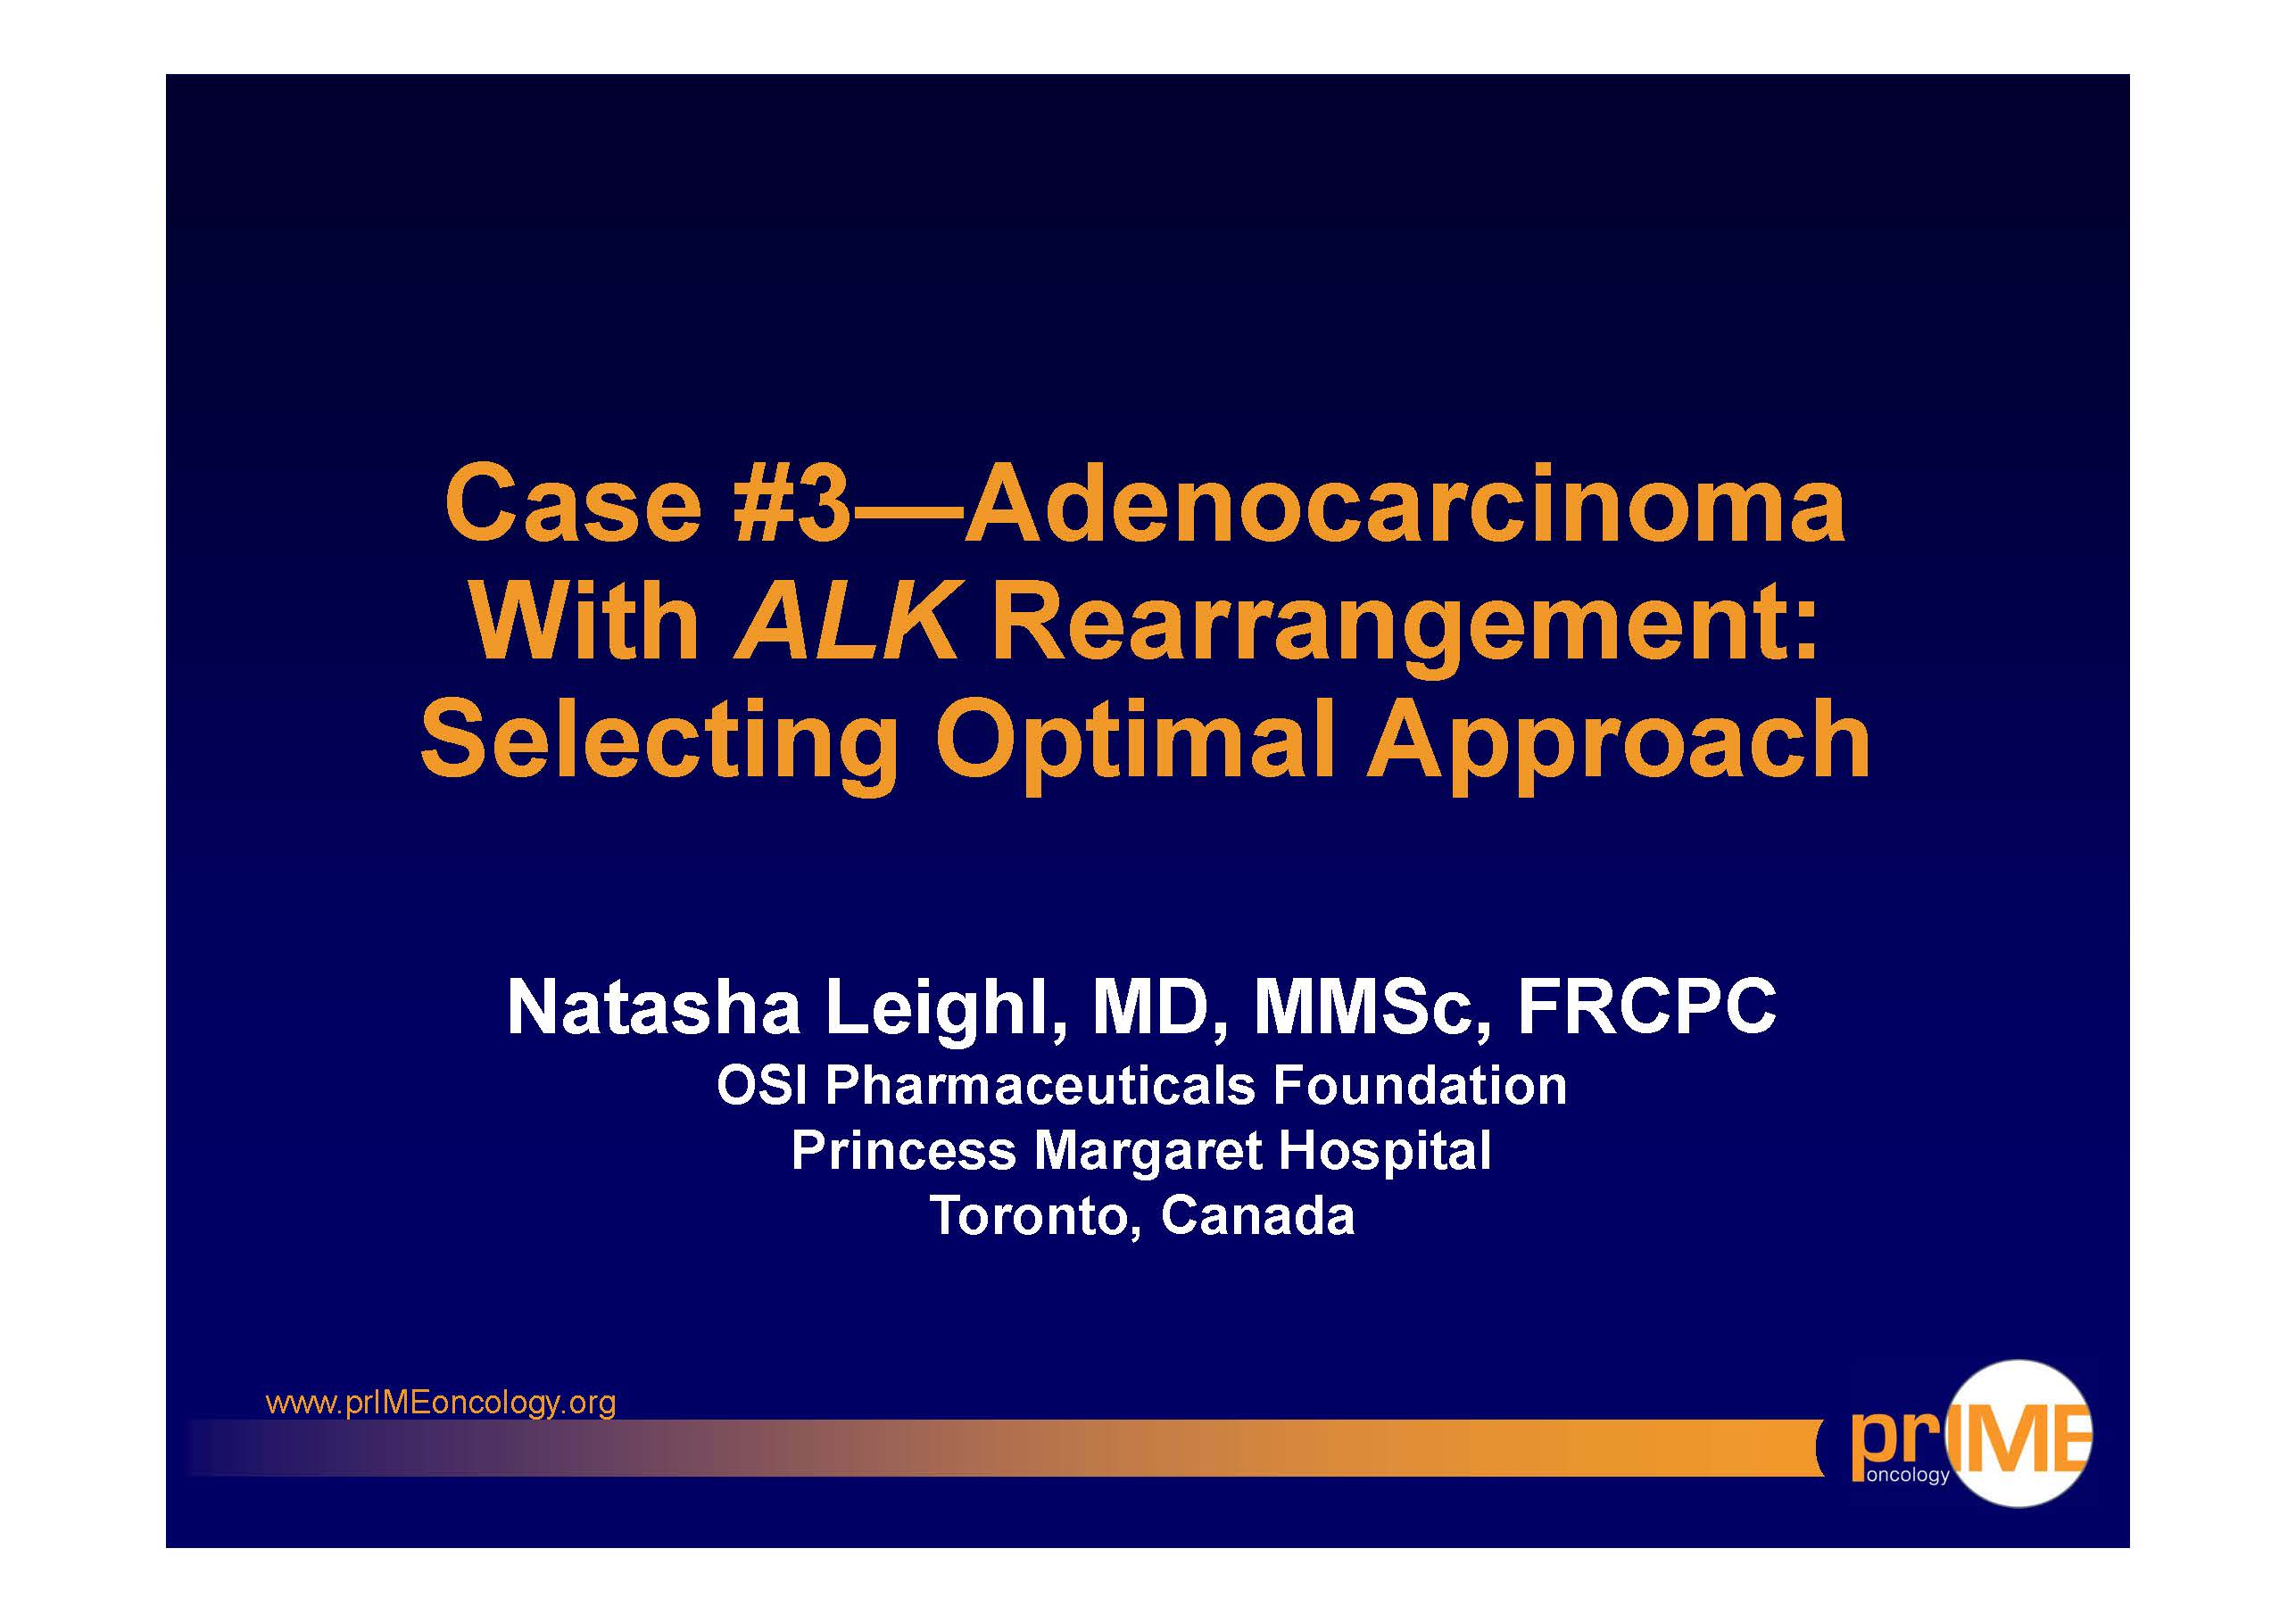 Case #3—Adenocarcinoma
With ALK Rearrangement:
Selecting Optimal Approach
Natasha Leighl, MD, MMSc, FRCPC
OSI Pharmaceuticals Foundation
Princess Margaret Hospital
Toronto, Canada
www.prIMEoncology.org
prIME
oncology